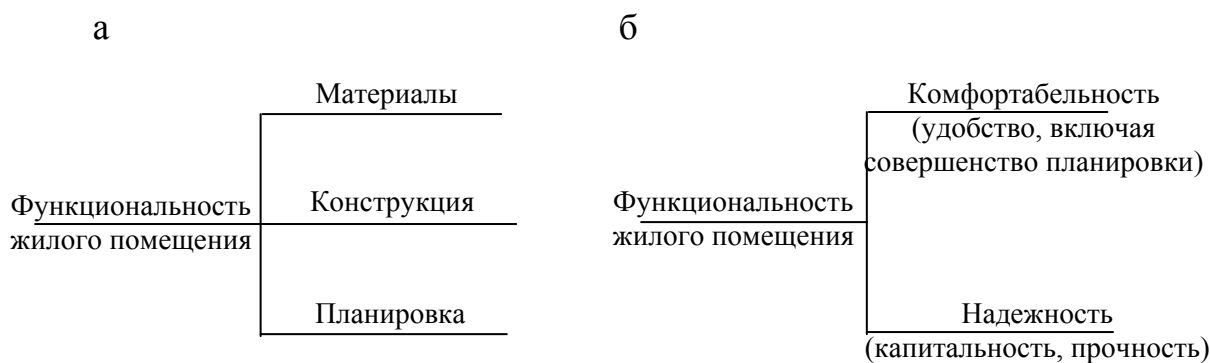 а
Материалы
Функциональность
жилого помещения
Конструкция
Планировка
б
Комфортабельность
(удобство, включая
совершенство планировки)
Функциональность
жилого помещения
Надежность
(капитальность, прочность)